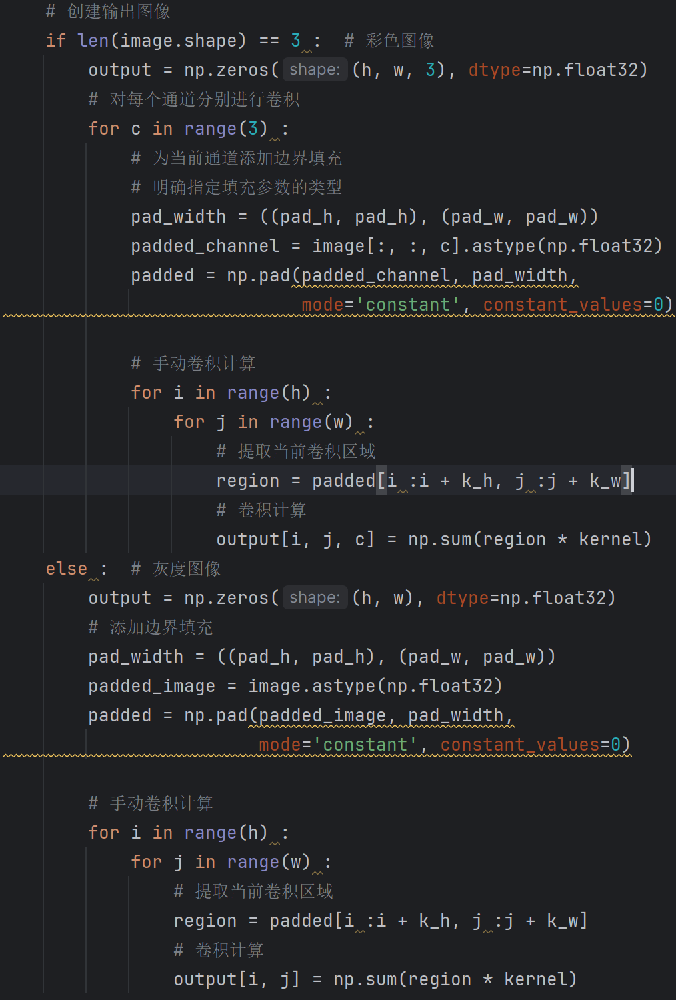 # 创建输出图像
if len(image.shape) == 3 :  # 彩色图像
    output = np.zeros( shape: (h, w, 3), dtype=np.float32)
    # 对每个通道分别进行卷积
    for c in range(3) :
        # 为当前通道添加边界填充
        # 明确指定填充参数的类型
        pad_width = ((pad_h, pad_h), (pad_w, pad_w))
        padded_channel = image[:, :, c].astype(np.float32)
        padded = np.pad(padded_channel, pad_width,
                        mode='constant', constant_values=0)
        # 手动卷积计算
        for i in range(h) :
            for j in range(w) :
                # 提取当前卷积区域
                region = padded[i :i + k_h, j :j + k_w]
                # 卷积计算
                output[i, j, c] = np.sum(region * kernel)
else :  # 灰度图像
    output = np.zeros( shape: (h, w), dtype=np.float32)
    # 添加边界填充
    pad_width = ((pad_h, pad_h), (pad_w, pad_w))
    padded_image = image.astype(np.float32)
    padded = np.pad(padded_image, pad_width,
                    mode='constant', constant_values=0)
    # 手动卷积计算
    for i in range(h) :
        for j in range(w) :
            # 提取当前卷积区域
            region = padded[i :i + k_h, j :j + k_w]
            # 卷积计算
            output[i, j] = np.sum(region * kernel)